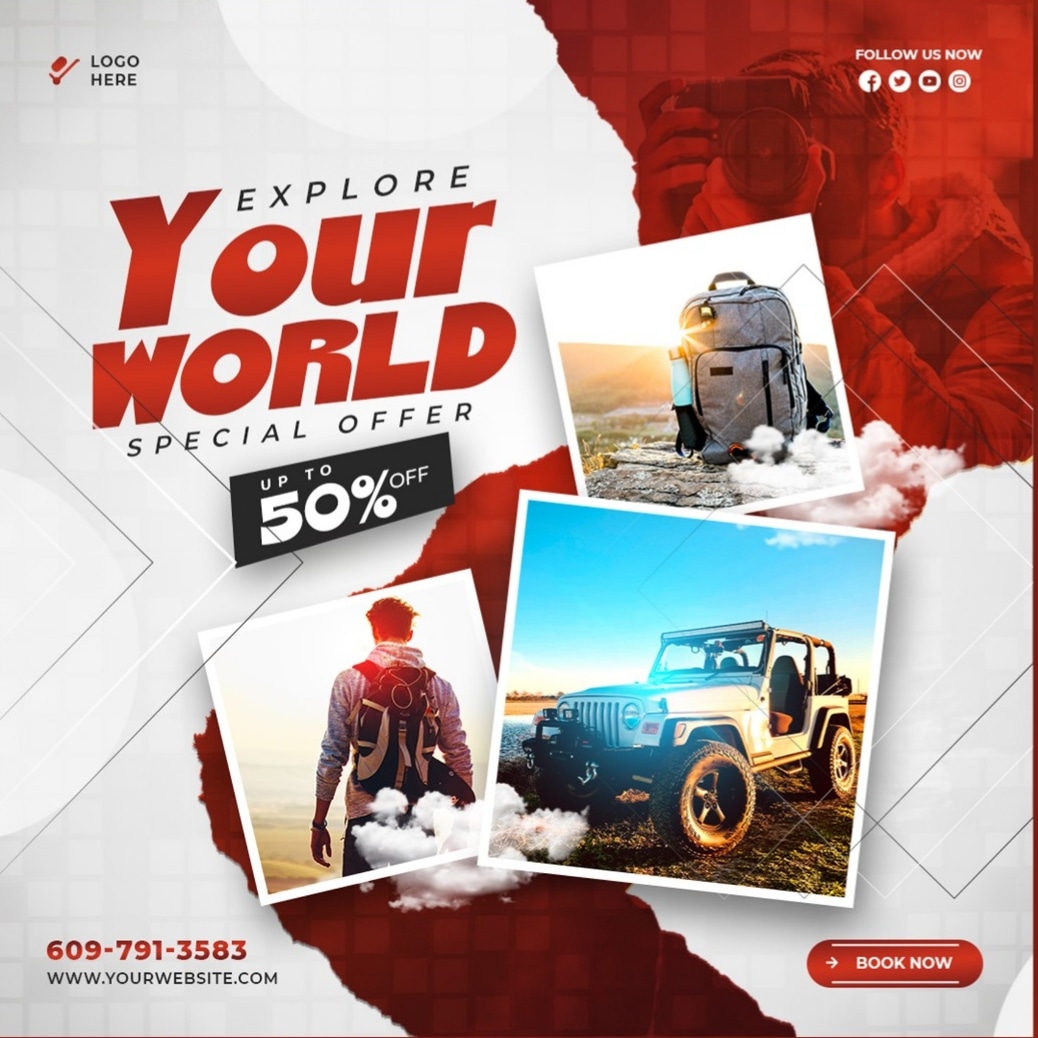 LOGO
HERE
FOLLOW US NOW
EXPLORE
Your
WORLD
SPECIAL OFFER
UP TO
50% OFF
609-791-3583
WWW.YOURWEBSITE.COM
BOOK NOW